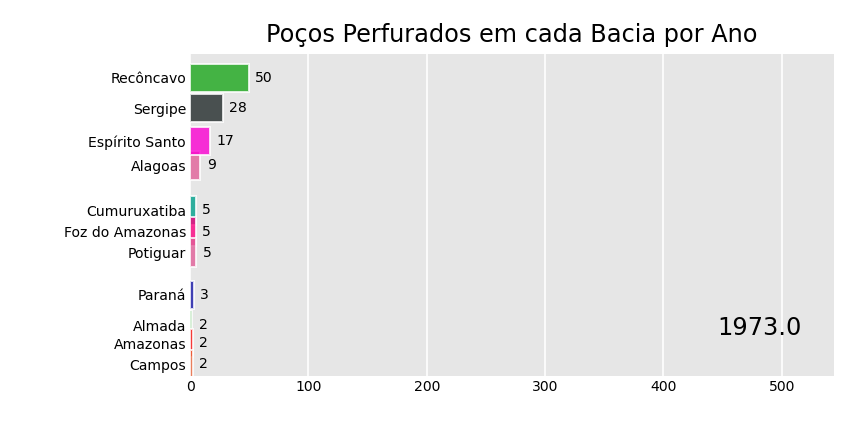 Poços Perfurados em cada Bacia por Ano
Recôncavo 50
Sergipe 28
Espírito Santo 17
Alagoas 9
Cumuruxatiba 5
Foz do Amazonas 5
Potiguar 5
Paraná 3
Almada 2
1973.0
Amazonas 2
Campos 2
0 100 200 300 400 500